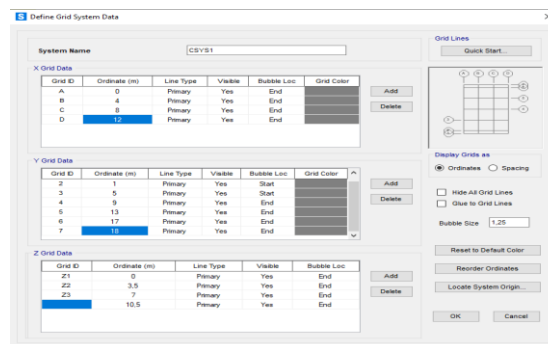 S Define Grid System Data X
Grid Lines
System Name CSYS1
Quick Start...
X Grid Data
Grid ID Ordinate (m) Line Type Visible Bubble Loc Grid Color
A 0 Primary Yes End
B 4 Primary Yes End
C 8 Primary Yes End
D 12 Primary Yes End
Add
Delete
Display Grids as
Ordinates Spacing
Y Grid Data
Grid ID Ordinate (m) Line Type Visible Bubble Loc Grid Color
2 1 Primary Yes Start
3 5 Primary Yes Start
4 9 Primary Yes End
5 13 Primary Yes End
6 17 Primary Yes End
7 18 Primary Yes End
Add
Delete
Hide All Grid Lines
Glue to Grid Lines
Bubble Size 1,25
Z Grid Data
Grid ID Ordinate (m) Line Type Visible Bubble Loc
Z1 0 Primary Yes End
Z2 3,5 Primary Yes End
Z3 7 Primary Yes End
10,5 Primary Yes End
Add
Delete
Reset to Default Color
Reorder Ordinates
Locate System Origin...
OK Cancel